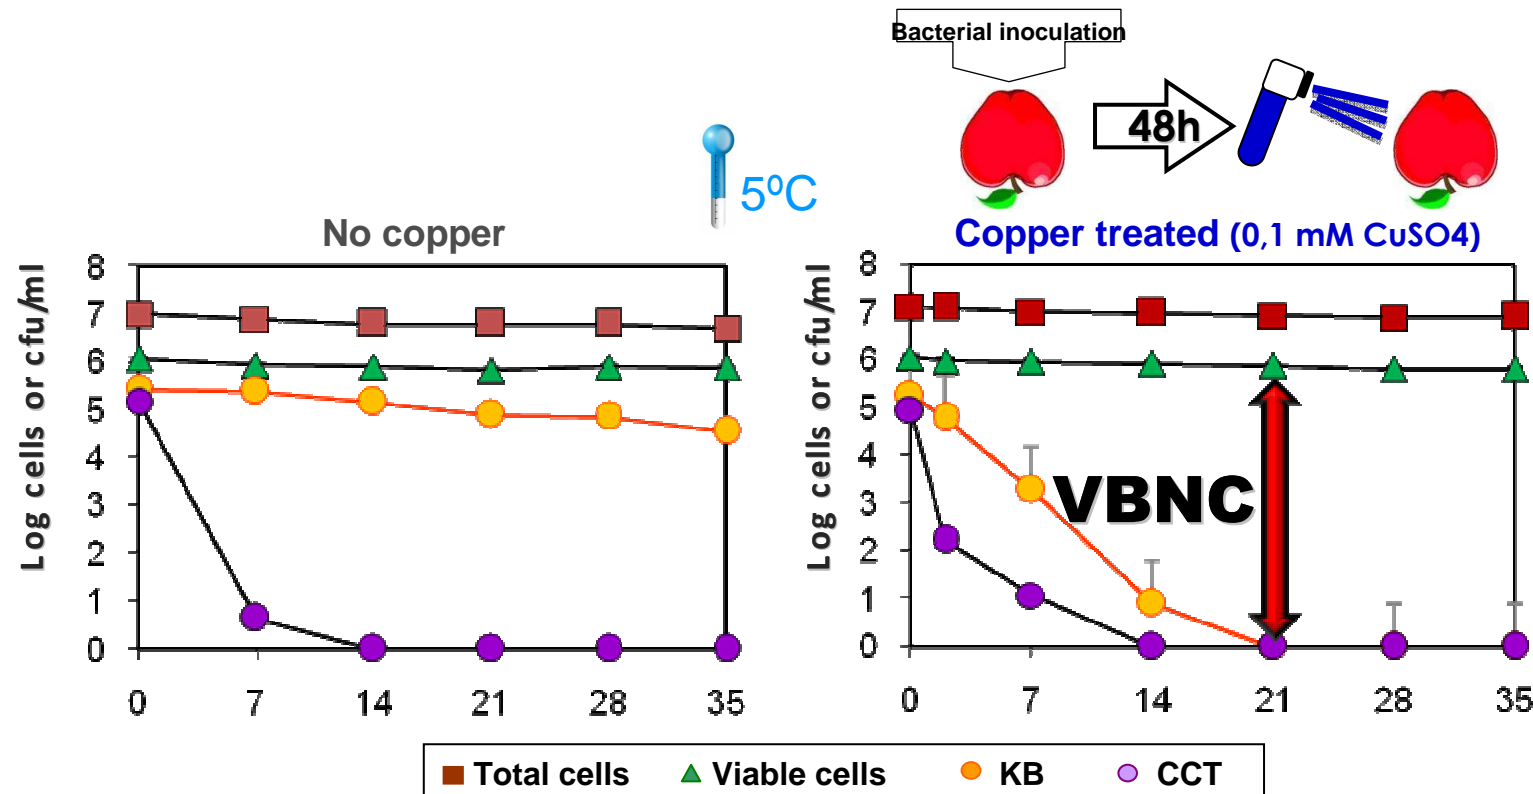 Bacterial inoculation
48h
5ºC
No copper
Copper treated (0,1 mM CuSO4)
Log cells or cfu/ml
8
7
6
5
4
3
2
1
0
0 7 14 21 28 35
Log cells or cfu/ml
8
7
6
5
4
3
2
1
0
VBNC
0 7 14 21 28 35
Total cells Viable cells KB CCT